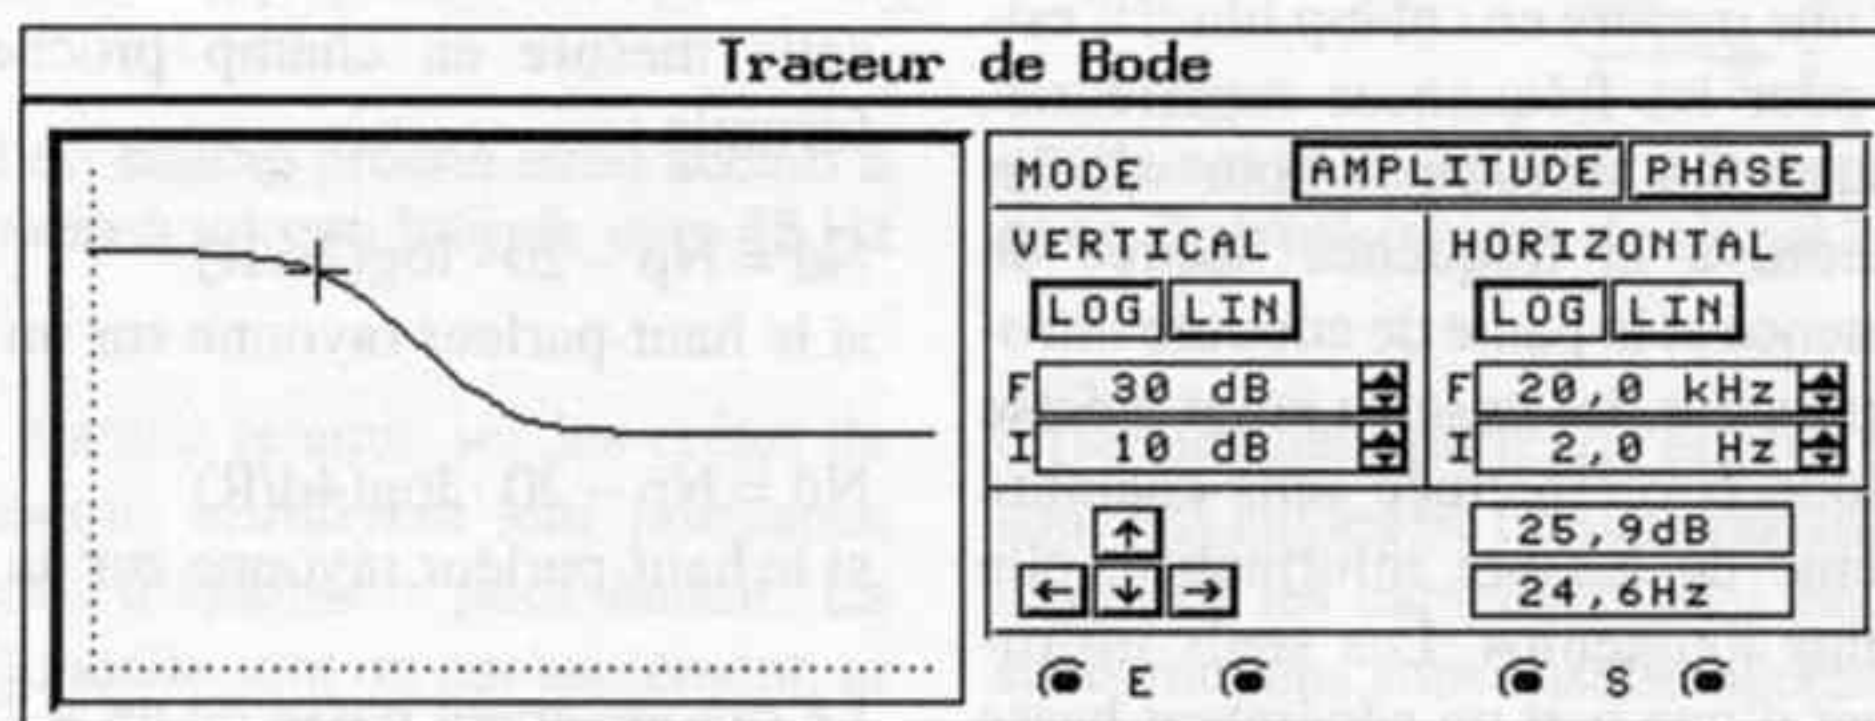 Traceur de Bode
MODE AMPLITUDE PHASE
VERTICAL HORIZONTAL
LOG LIN LOG LIN
F 30 dB F 20,0 kHz
I 10 dB I 2,0 Hz
↑ 25,9dB
← ↓ → 24,6Hz
E S